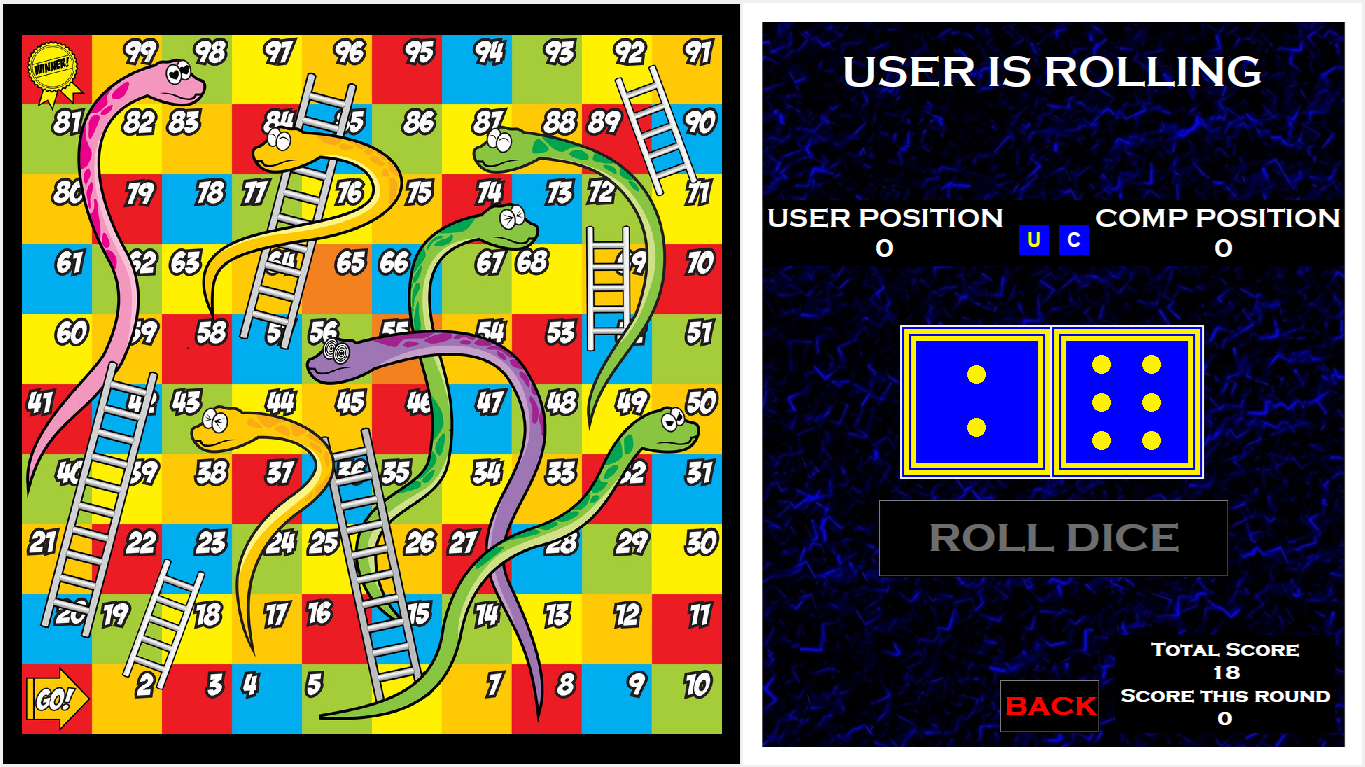 WINNER! 99 98 97 96 95 94 93 92 91
81 82 83 84 85 86 87 88 89 90
80 79 78 77 76 75 74 73 72 71
61 62 63 64 65 66 67 68 69 70
60 59 58 57 56 55 54 53 51
41 42 43 44 45 46 47 48 49 50
40 39 38 37 36 35 34 33 32 31
21 22 23 24 25 26 27 28 29 30
20 19 18 17 16 15 14 13 12 11
GO! 2 3 4 5 7 8 9 10
USER IS ROLLING
USER POSITION
0
U C
COMP POSITION
0
ROLL DICE
BACK
Total Score
18
Score this round
0